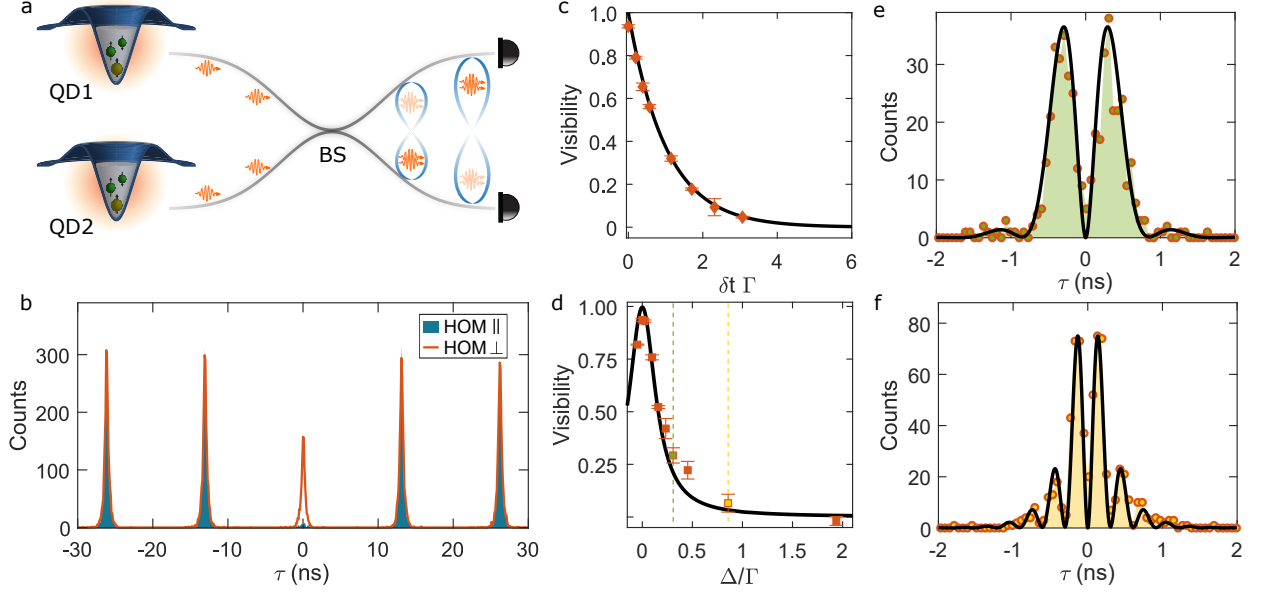 a
QD1
QD2
BS
b
HOM ||
HOM ⊥
Counts
300
200
100
0
-30 -20 -10 0 10 20 30
τ (ns)
c
Visibility
1.0
0.8
0.6
0.4
0.2
0
0 2 4 6
δt Γ
d
Visibility
1.00
0.75
0.50
0.25
0 0.5 1 1.5 2
Δ/Γ
e
Counts
30
20
10
0
-2 -1 0 1 2
τ (ns)
f
Counts
80
60
40
20
0
-2 -1 0 1 2
τ (ns)